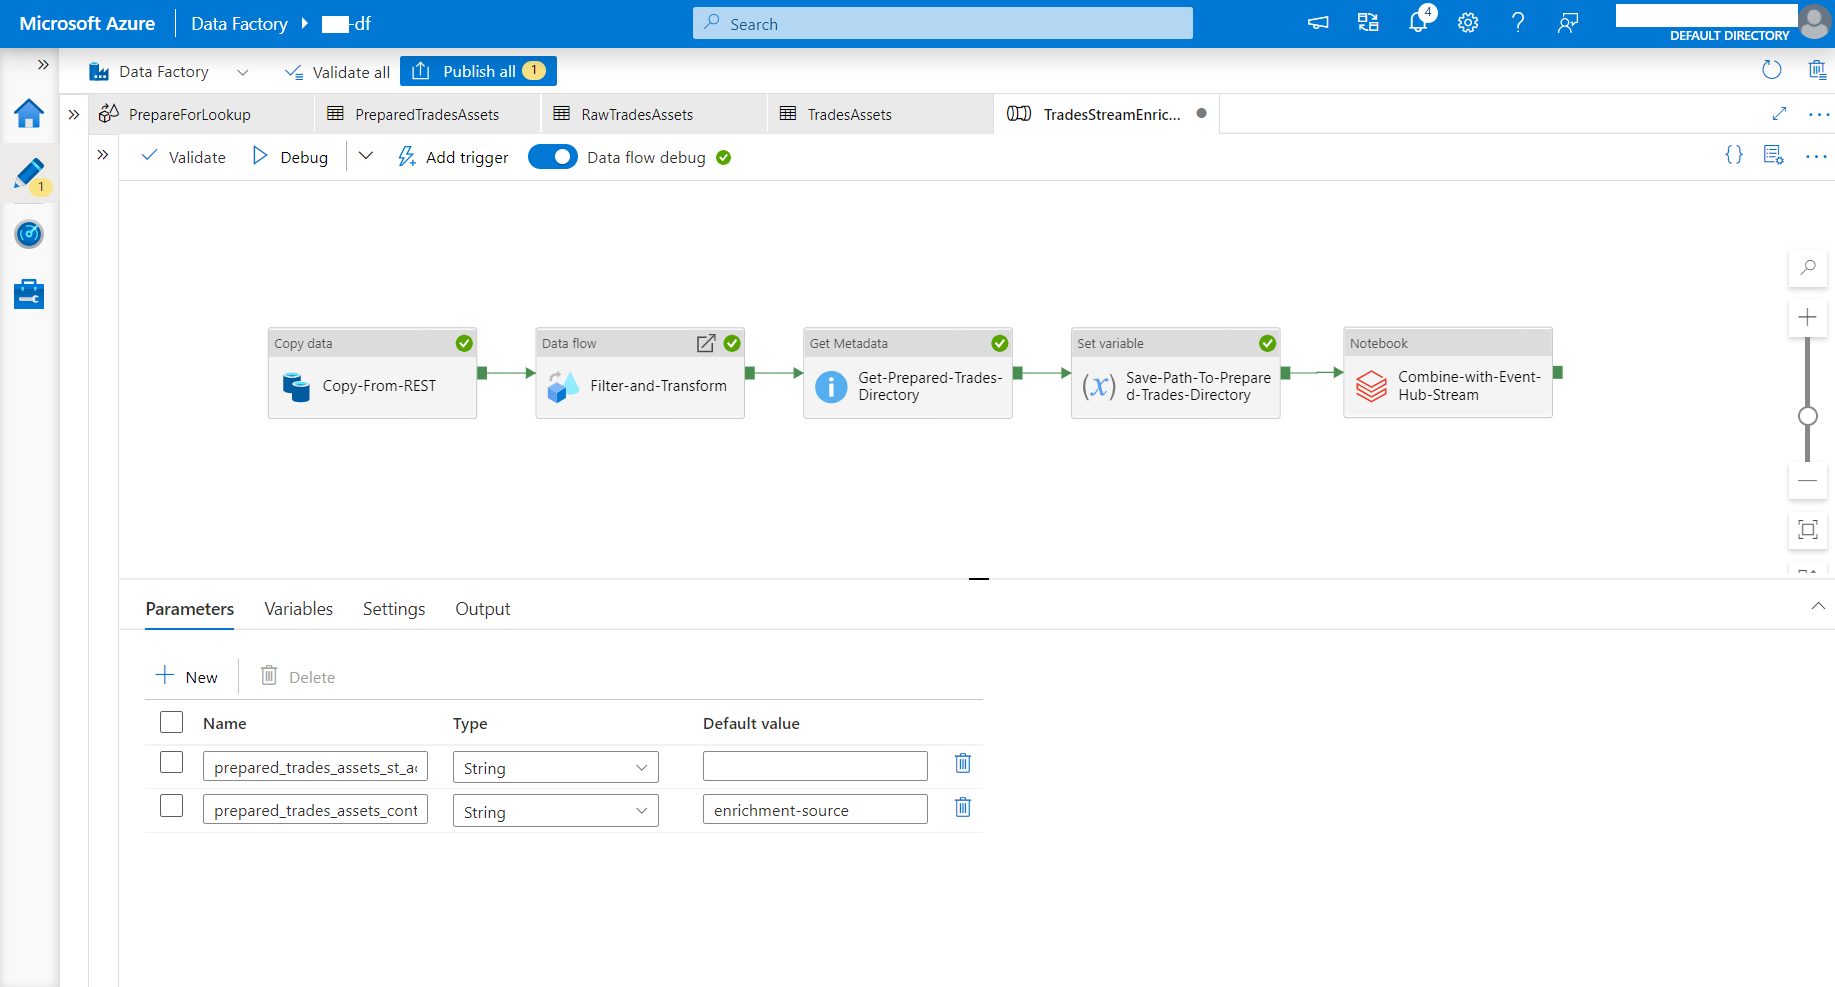 Microsoft Azure
Data Factory
-df
Search
4
DEFAULT DIRECTORY
Data Factory
Validate all
Publish all
1
PrepareForLookup
PreparedTradesAssets
RawTradesAssets
TradesAssets
TradesStreamEnric...
1
Validate
Debug
Add trigger
Data flow debug
Copy data
Copy-From-REST
Data flow
Filter-and-Transform
Get Metadata
Get-Prepared-Trades-
Directory
Set variable
(x)
Save-Path-To-Prepare
d-Trades-Directory
Notebook
Combine-with-Event-
Hub-Stream
Parameters
Variables
Settings
Output
New
Delete
Name
Type
Default value
prepared_trades_assets_st_a
String
prepared_trades_assets_cont
String
enrichment-source